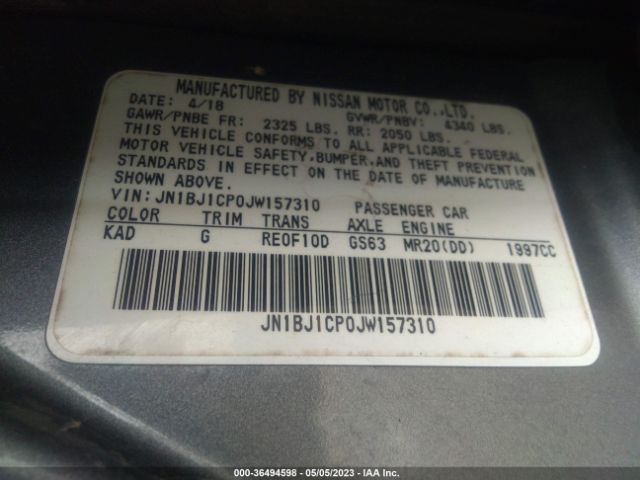 MANUFACTURED BY NISSAN MOTOR CO.,LTD.
DATE: 4/18 GVWR/PNBV: 4340 LBS.
GAWR/PNBE FR: 2325 LBS. RR: 2050 LBS.
THIS VEHICLE CONFORMS TO ALL APPLICABLE FEDERAL
MOTOR VEHICLE SAFETY,BUMPER,AND THEFT PREVENTION
STANDARDS IN EFFECT ON THE DATE OF MANUFACTURE
SHOWN ABOVE.
VIN: JN1BJ1CP0JW157310 PASSENGER CAR
COLOR TRIM TRANS AXLE ENGINE
KAD G RE0F10D GS63 MR20(DD) 1997CC
JN1BJ1CP0JW157310
000-36494598 - 05/05/2023 - IAA Inc.